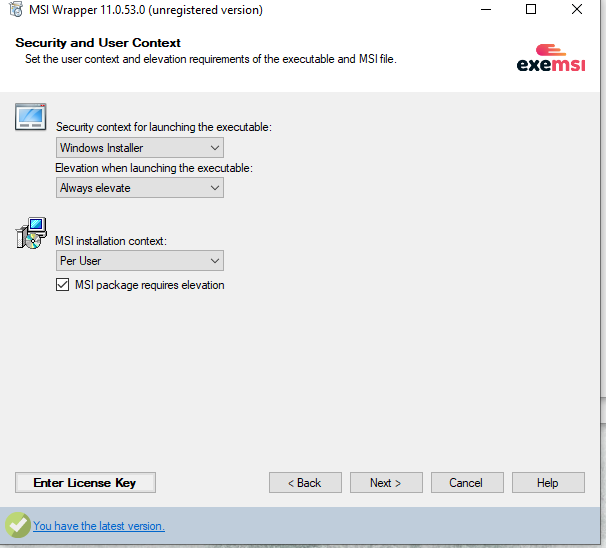 MSI Wrapper 11.0.53.0 (unregistered version)
Security and User Context
Set the user context and elevation requirements of the executable and MSI file.
exemsi
Security context for launching the executable:
Windows Installer
Elevation when launching the executable:
Always elevate
MSI installation context:
Per User
MSI package requires elevation
Enter License Key
< Back
Next >
Cancel
Help
You have the latest version.